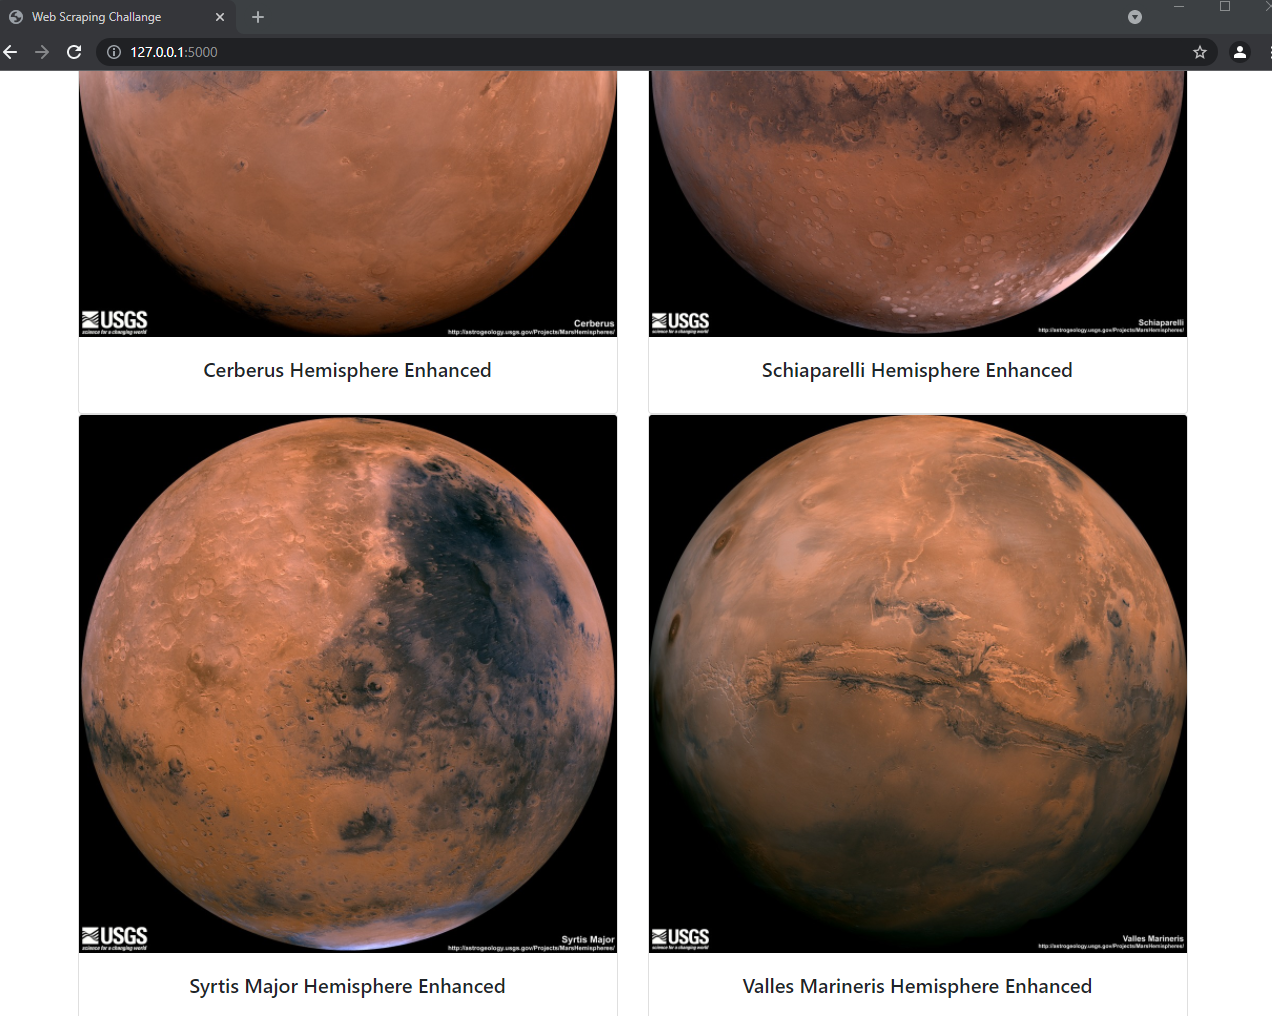 Web Scraping Challange
127.0.0.1:5000
USGS
science for a changing world
Cerberus
http://astrogeology.usgs.gov/Projects/MarsHemispheres/
USGS
science for a changing world
Schiaparelli
http://astrogeology.usgs.gov/Projects/MarsHemispheres/
Cerberus Hemisphere Enhanced
Schiaparelli Hemisphere Enhanced
USGS
science for a changing world
Syrtis Major
http://astrogeology.usgs.gov/Projects/MarsHemispheres/
USGS
science for a changing world
Valles Marineris
http://astrogeology.usgs.gov/Projects/MarsHemispheres/
Syrtis Major Hemisphere Enhanced
Valles Marineris Hemisphere Enhanced